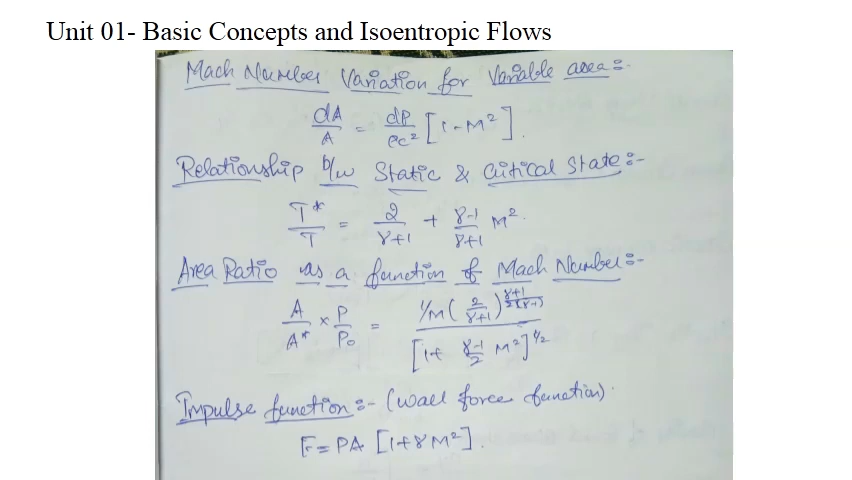 Unit 01- Basic Concepts and Isoentropic Flows
Mach Number Variation for Variable area :-
dA/A = dP/ρc² [1-M²].
Relationship b/w Static & Critical State :-
T*/T = 2/γ+1 + γ-1/γ+1 M².
Area Ratio as a function of Mach Number :-
A/A* × P/P₀ = 1/M (2/γ+1)^γ+1/2(γ-1) / [1+ γ-1/2 M²]^1/2
Impulse function :- (Wall force function).
F = PA [1+γM²].